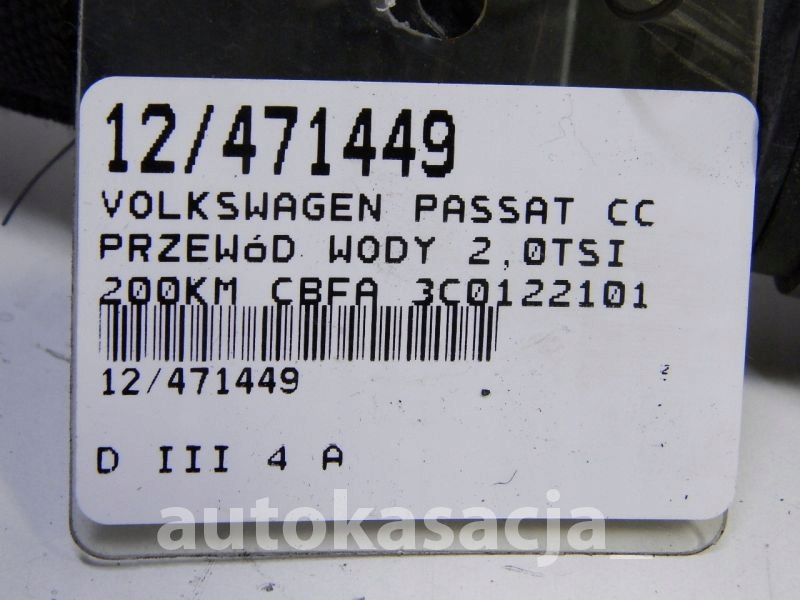 12/471449
VOLKSWAGEN PASSAT CC
PRZEWóD WODY 2,0TSI
200KM CBFA 3C0122101
12/471449
D III 4 A
autokasacja